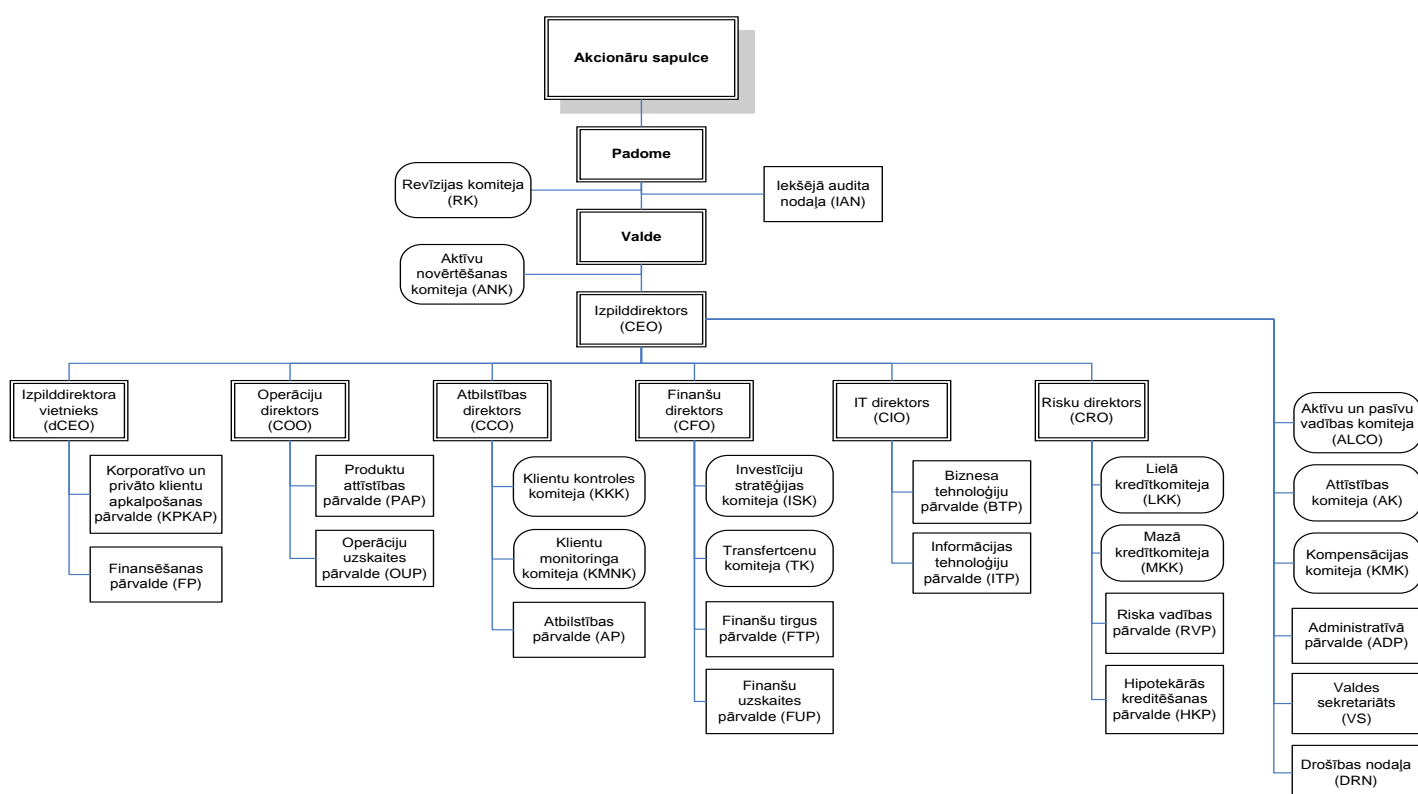 Akcionāru sapulce
Padome
Revīzijas komiteja
(RK)
Iekšējā audita
nodaļa (IAN)
Valde
Aktīvu
novērtēšanas
komiteja (ANK)
Izpilddirektors
(CEO)
Izpilddirektora
vietnieks
(dCEO)
Operāciju
direktors
(COO)
Atbilstības
direktors
(CCO)
Finanšu
direktors
(CFO)
IT direktors
(CIO)
Risku direktors
(CRO)
Korporatīvo un
privāto klientu
apkalpošanas
pārvalde (KPKAP)
Finansēšanas
pārvalde (FP)
Produktu
attīstības
pārvalde (PAP)
Operāciju
uzskaites
pārvalde (OUP)
Klientu kontroles
komiteja (KKK)
Klientu
monitoringa
komiteja (KMNK)
Atbilstības
pārvalde (AP)
Investīciju
stratēģijas
komiteja (ISK)
Transfertcenu
komiteja (TK)
Finanšu tirgus
pārvalde (FTP)
Finanšu
uzskaites
pārvalde (FUP)
Biznesa
tehnoloģiju
pārvalde (BTP)
Informācijas
tehnoloģiju
pārvalde (ITP)
Lielā
kredītkomiteja
(LKK)
Mazā
kredītkomiteja
(MKK)
Riska vadības
pārvalde (RVP)
Hipotekārās
kreditēšanas
pārvalde (HKP)
Aktīvu un pasīvu
vadības komiteja
(ALCO)
Attīstības
komiteja (AK)
Kompensācijas
komiteja (KMK)
Administratīvā
pārvalde (ADP)
Valdes
sekretariāts
(VS)
Drošības nodaļa
(DRN)